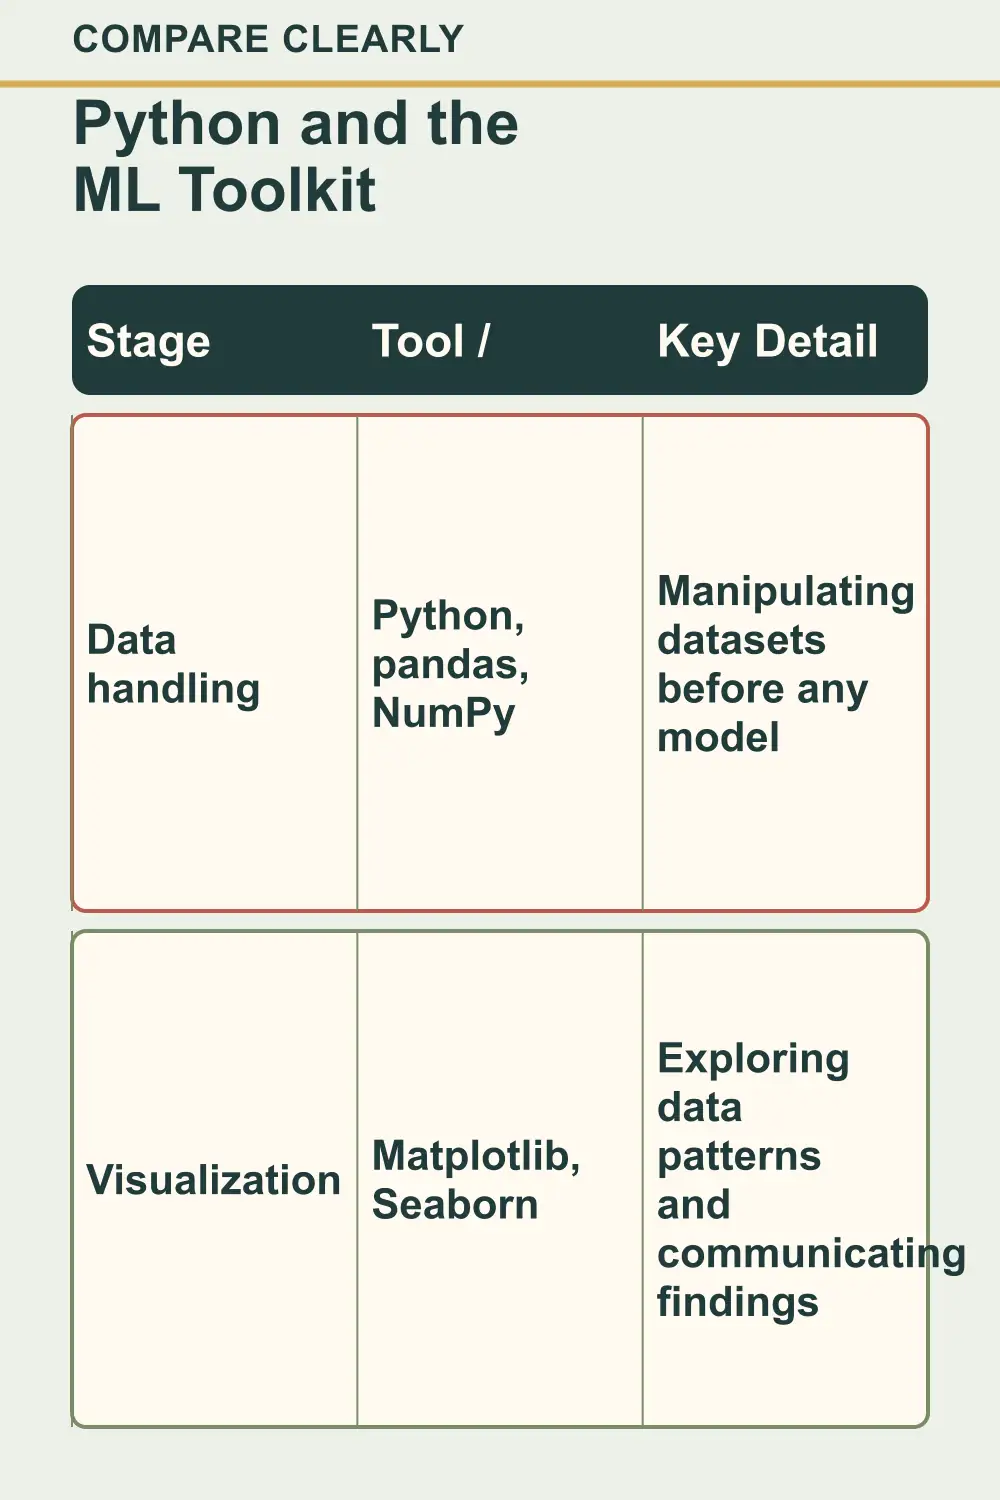 COMPARE CLEARLY
Python and the
ML Toolkit
Stage
Tool /
Key Detail
Data
handling
Python,
pandas,
NumPy
Manipulating
datasets
before any
model
Visualization
Matplotlib,
Seaborn
Exploring
data
patterns
and
communicating
findings